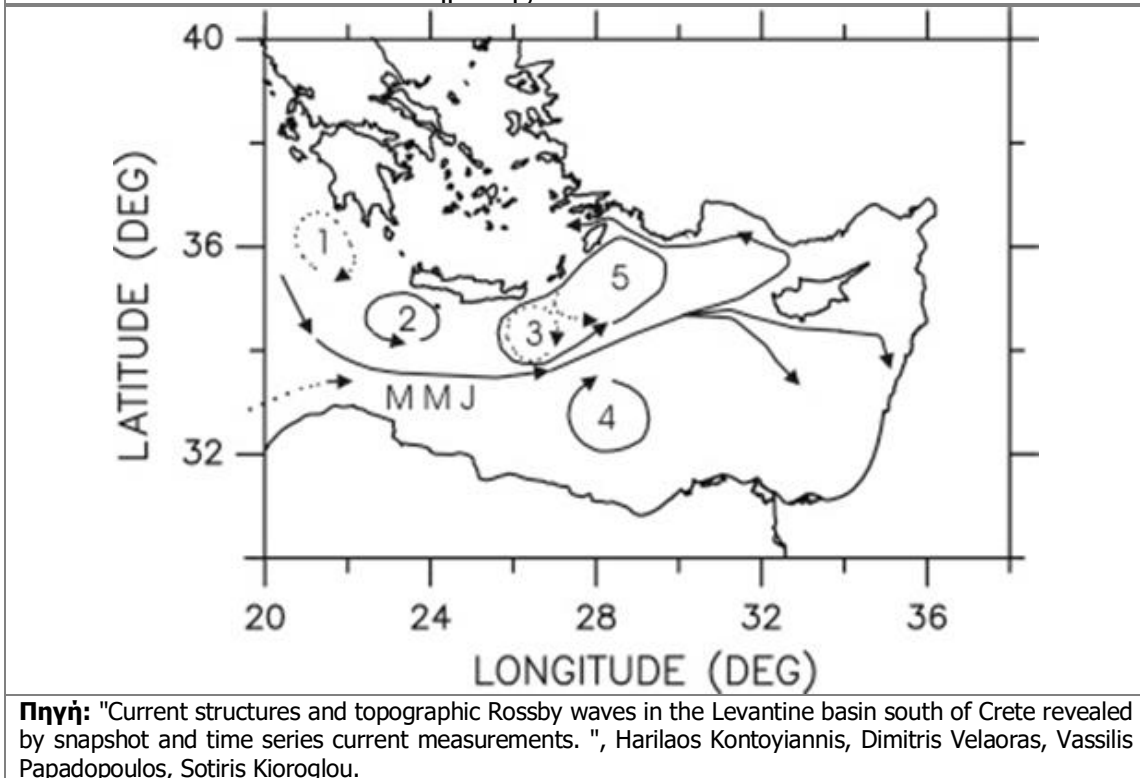 40
36
32
LATITUDE (DEG)
1
2
3
5
4
MMJ
20 24 28 32 36
LONGITUDE (DEG)
Πηγή: "Current structures and topographic Rossby waves in the Levantine basin south of Crete revealed
by snapshot and time series current measurements. ", Harilaos Kontoyiannis, Dimitris Velaoras, Vassilis
Papadopoulos, Sotiris Kioroglou.